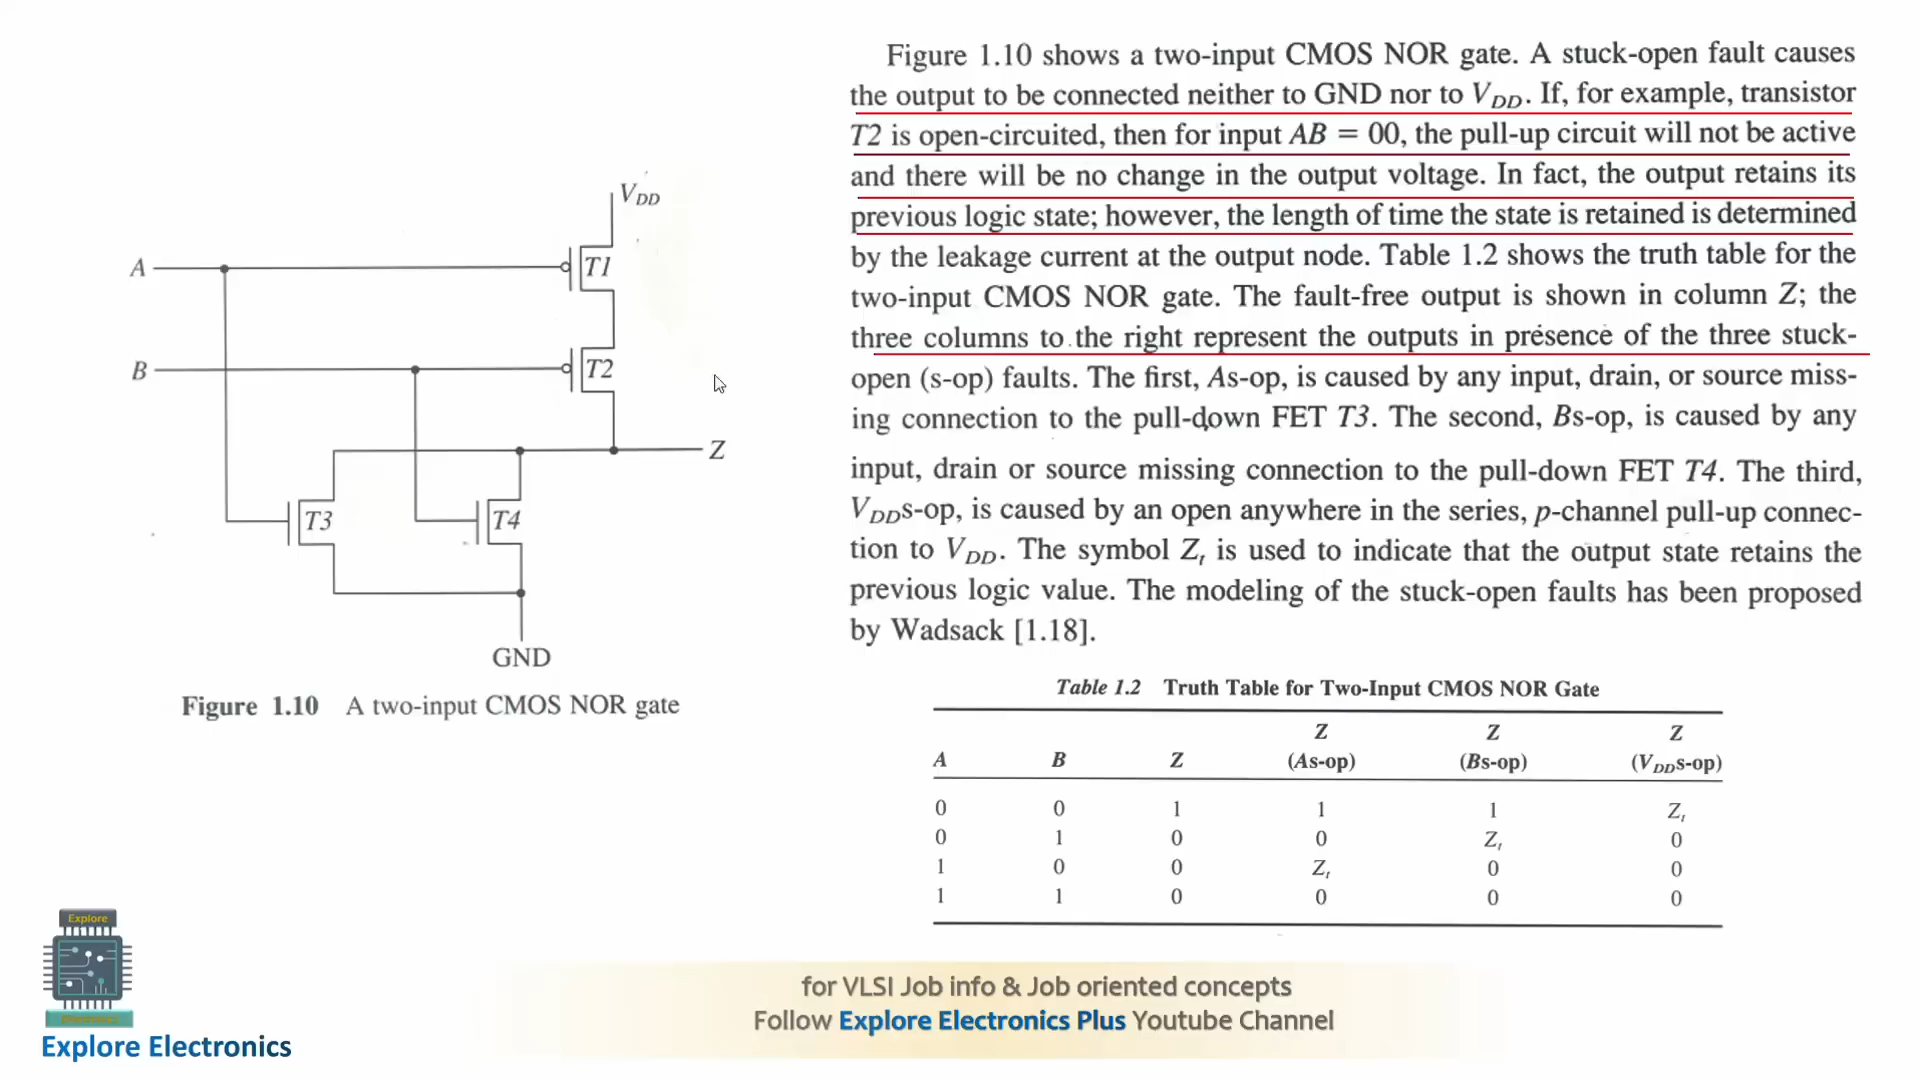 Figure 1.10 shows a two-input CMOS NOR gate. A stuck-open fault causes
the output to be connected neither to GND nor to VDD. If, for example, transistor
T2 is open-circuited, then for input AB = 00, the pull-up circuit will not be active
and there will be no change in the output voltage. In fact, the output retains its
previous logic state; however, the length of time the state is retained is determined
by the leakage current at the output node. Table 1.2 shows the truth table for the
two-input CMOS NOR gate. The fault-free output is shown in column Z; the
three columns to the right represent the outputs in presence of the three stuck-
open (s-op) faults. The first, As-op, is caused by any input, drain, or source miss-
ing connection to the pull-down FET T3. The second, Bs-op, is caused by any
input, drain or source missing connection to the pull-down FET T4. The third,
VDDs-op, is caused by an open anywhere in the series, p-channel pull-up connec-
tion to VDD. The symbol Zt is used to indicate that the output state retains the
previous logic value. The modeling of the stuck-open faults has been proposed
by Wadsack [1.18].
VDD
A
T1
B
T2
Z
T3
T4
GND
Figure 1.10 A two-input CMOS NOR gate
Table 1.2 Truth Table for Two-Input CMOS NOR Gate
Z Z Z
A B Z (As-op) (Bs-op) (VDDs-op)
0 0 1 1 1 Zt
0 1 0 0 Zt 0
1 0 0 Zt 0 0
1 1 0 0 0 0
Explore
Explore Electronics
for VLSI Job info & Job oriented concepts
Follow Explore Electronics Plus Youtube Channel